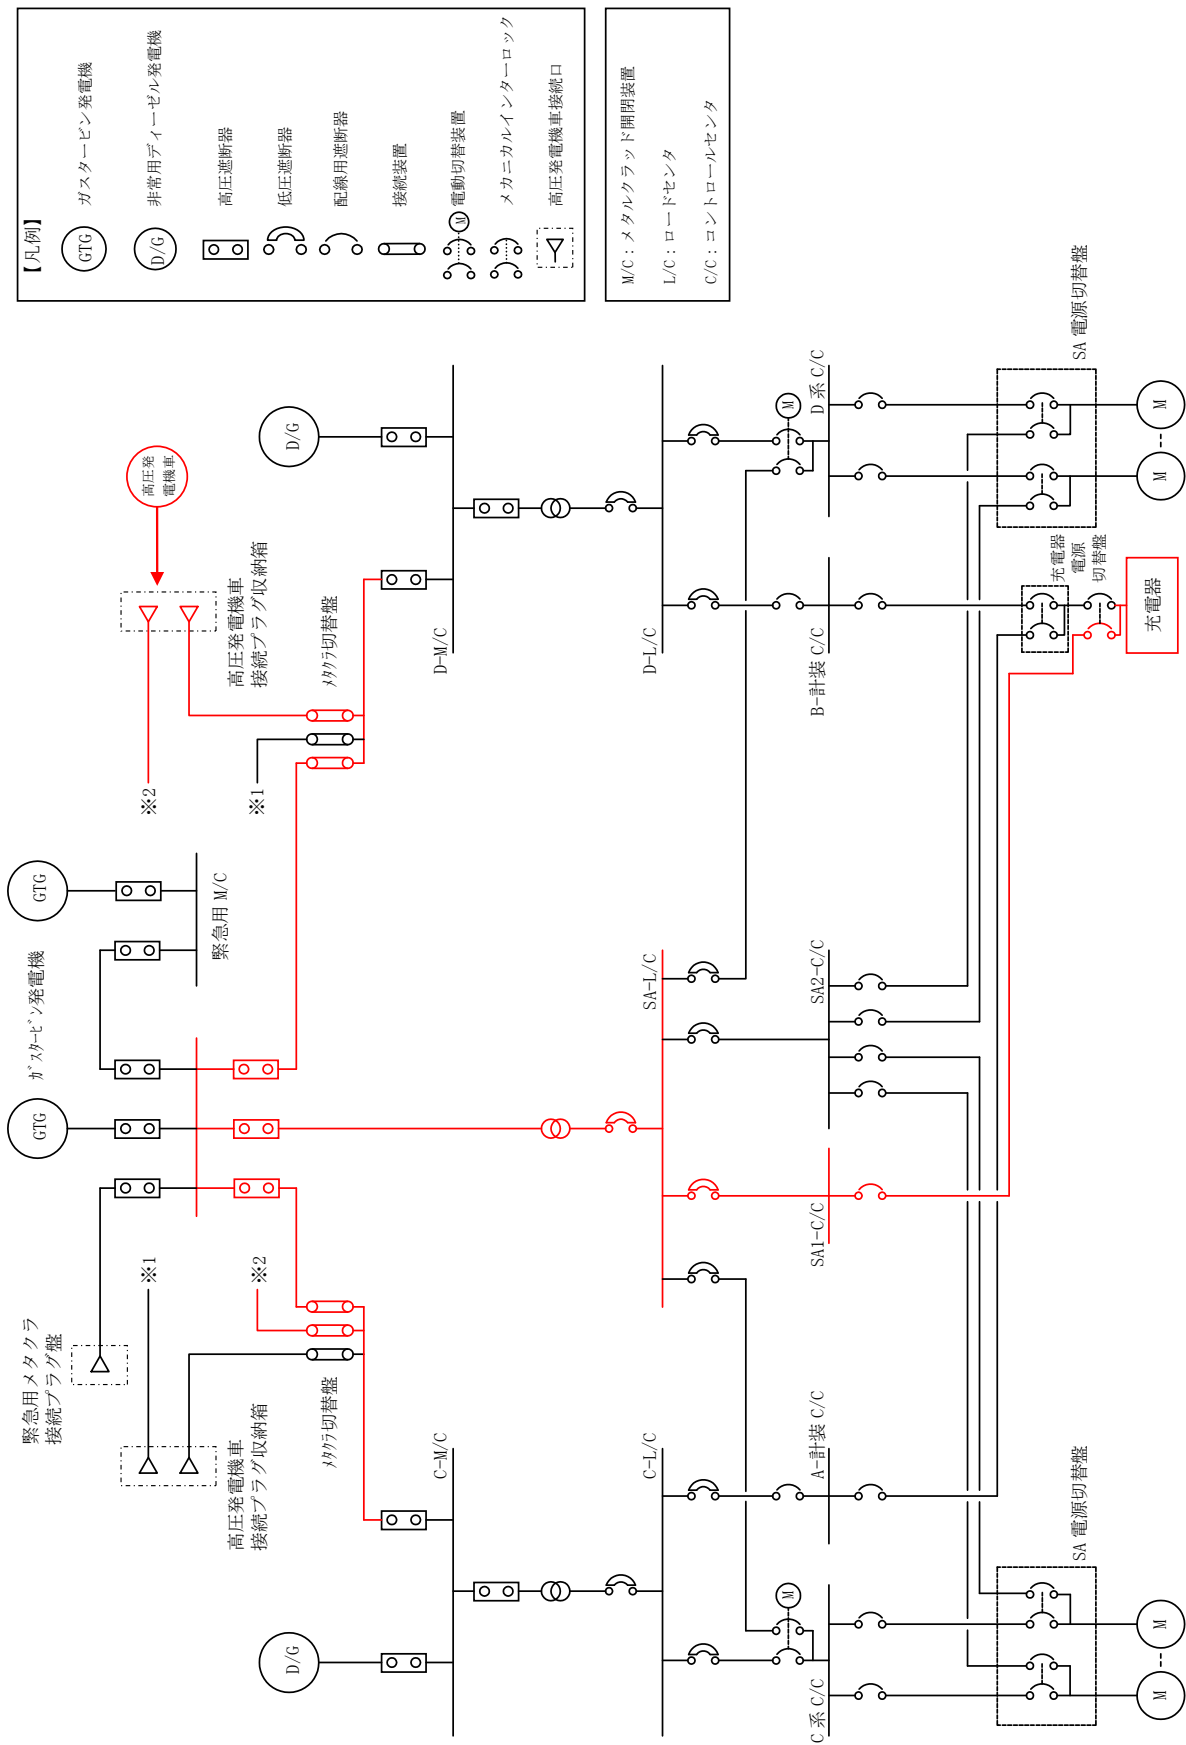 【凡例】
GTG
ガスタービン発電機
D/G
非常用ディーゼル発電機
高圧遮断器
低圧遮断器
配線用遮断器
接続装置
M
電動切替装置
メカニカルインターロック
高圧発電機車接続口
M/C：メタルクラッド開閉装置
L/C：ロードセンタ
C/C：コントロールセンタ
緊急用メタクラ
接続プラグ盤
GTG
ｶﾞｽﾀｰﾋﾞﾝ発電機
GTG
緊急用 M/C
高圧発
電機車
※1
※2
※2
※1
高圧発電機車
接続プラグ収納箱
高圧発電機車
接続プラグ収納箱
ﾒﾀｸﾗ切替盤
ﾒﾀｸﾗ切替盤
D/G
D/G
C-M/C
D-M/C
C-L/C
SA-L/C
D-L/C
M
M
C 系 C/C
A-計装 C/C
SA1-C/C
SA2-C/C
B-計装 C/C
D 系 C/C
SA 電源切替盤
充電器
電源
切替盤
SA 電源切替盤
M
M
充電器
M
M